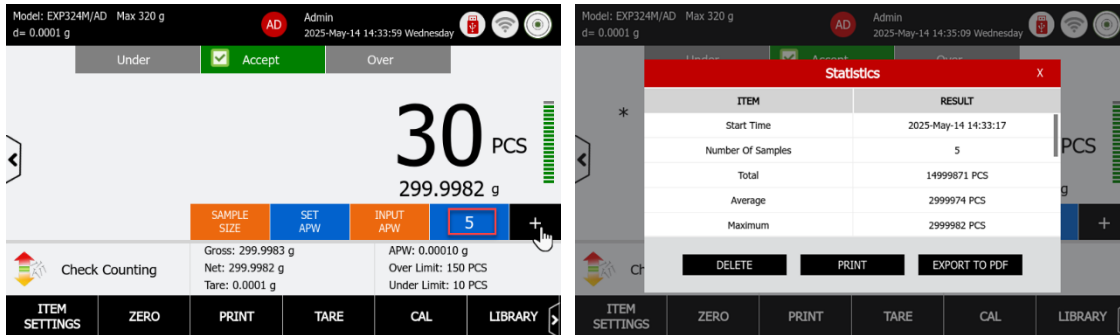 Model: EXP324M/AD Max 320 g
d= 0.0001 g
AD
Admin
2025-May-14 14:33:59 Wednesday
Under
Accept
Over
30 PCS
299.9982 g
SAMPLE
SIZE
SET
APW
INPUT
APW
5
+
Check Counting
Gross: 299.9983 g
Net: 299.9982 g
Tare: 0.0001 g
APW: 0.00010 g
Over Limit: 150 PCS
Under Limit: 10 PCS
ITEM
SETTINGS
ZERO
PRINT
TARE
CAL
LIBRARY
Model: EXP324M/AD Max 320 g
d= 0.0001 g
AD
Admin
2025-May-14 14:35:09 Wednesday
Under
Accept
Over
Statistics X
ITEM RESULT
Start Time 2025-May-14 14:33:17
Number Of Samples 5
Total 14999871 PCS
Average 2999974 PCS
Maximum 2999982 PCS
DELETE PRINT EXPORT TO PDF
*
PCS
g
+
Ch
ITEM
SETTINGS
ZERO
PRINT
TARE
CAL
LIBRARY